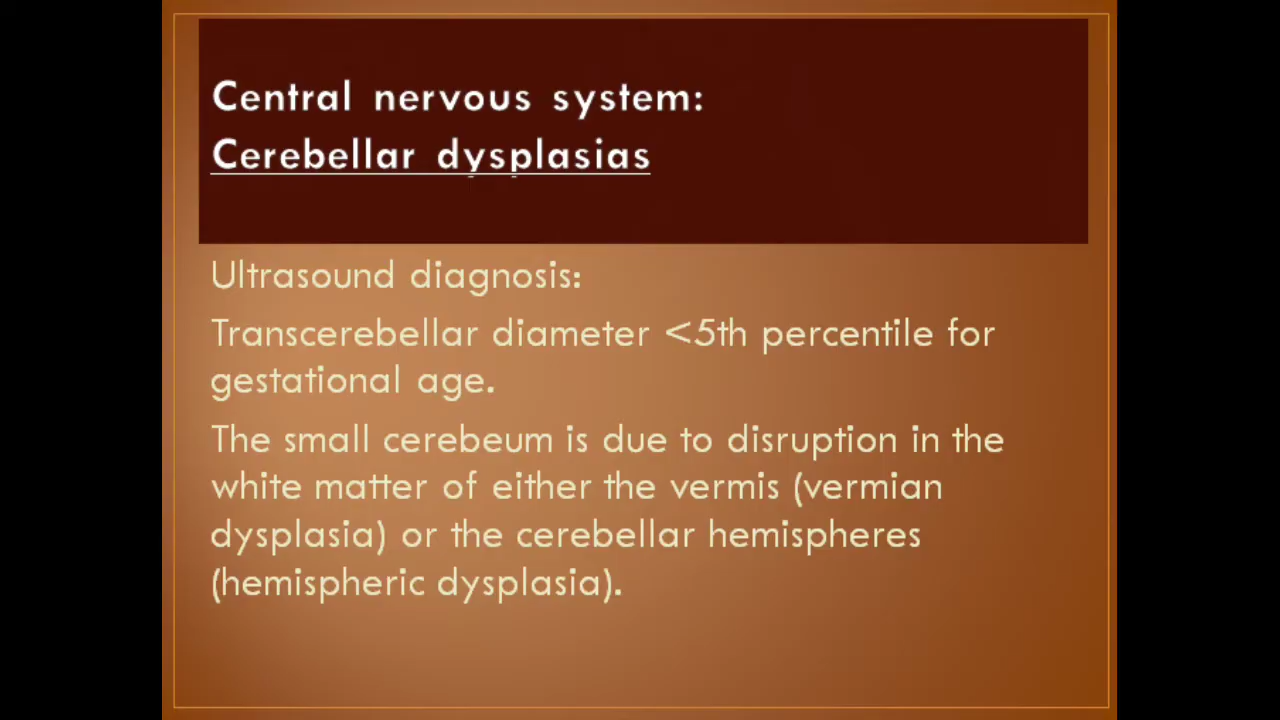 Central nervous system:
Cerebellar dysplasias
Ultrasound diagnosis:
Transcerebellar diameter <5th percentile for
gestational age.
The small cerebeum is due to disruption in the
white matter of either the vermis (vermian
dysplasia) or the cerebellar hemispheres
(hemispheric dysplasia).